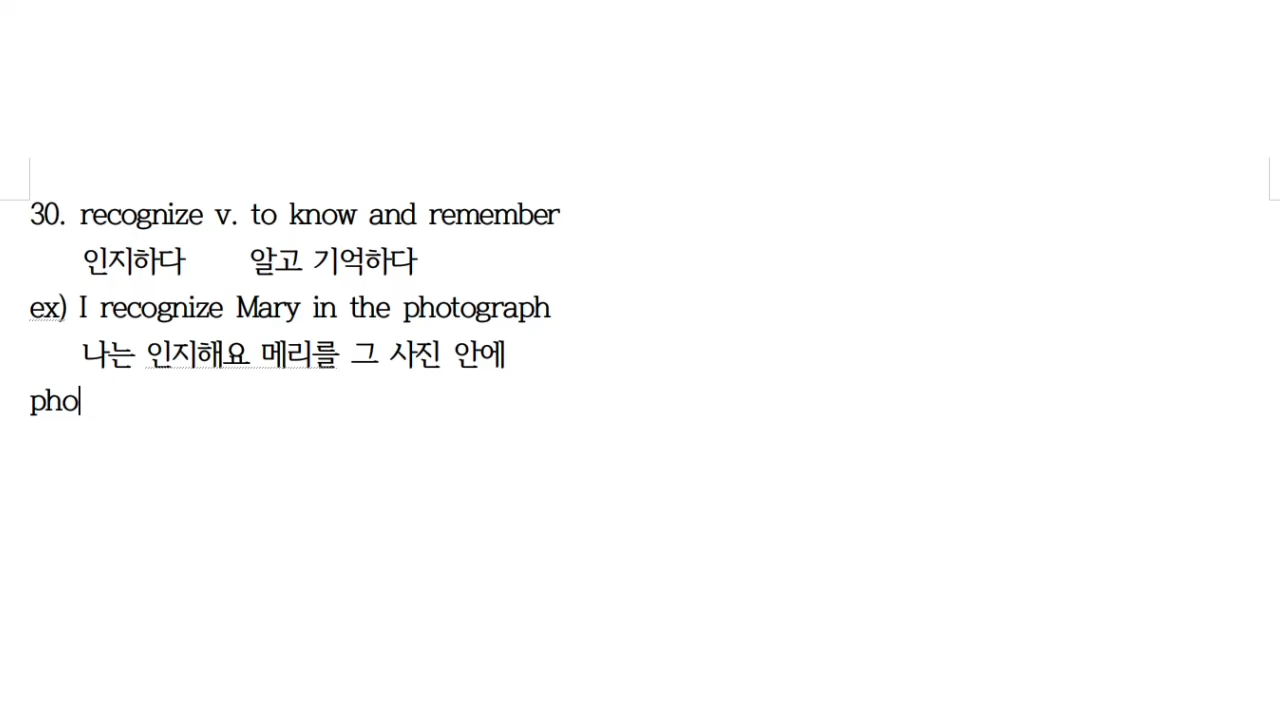 30. recognize v. to know and remember
인지하다 알고 기억하다
ex) I recognize Mary in the photograph
나는 인지해요 메리를 그 사진 안에
pho